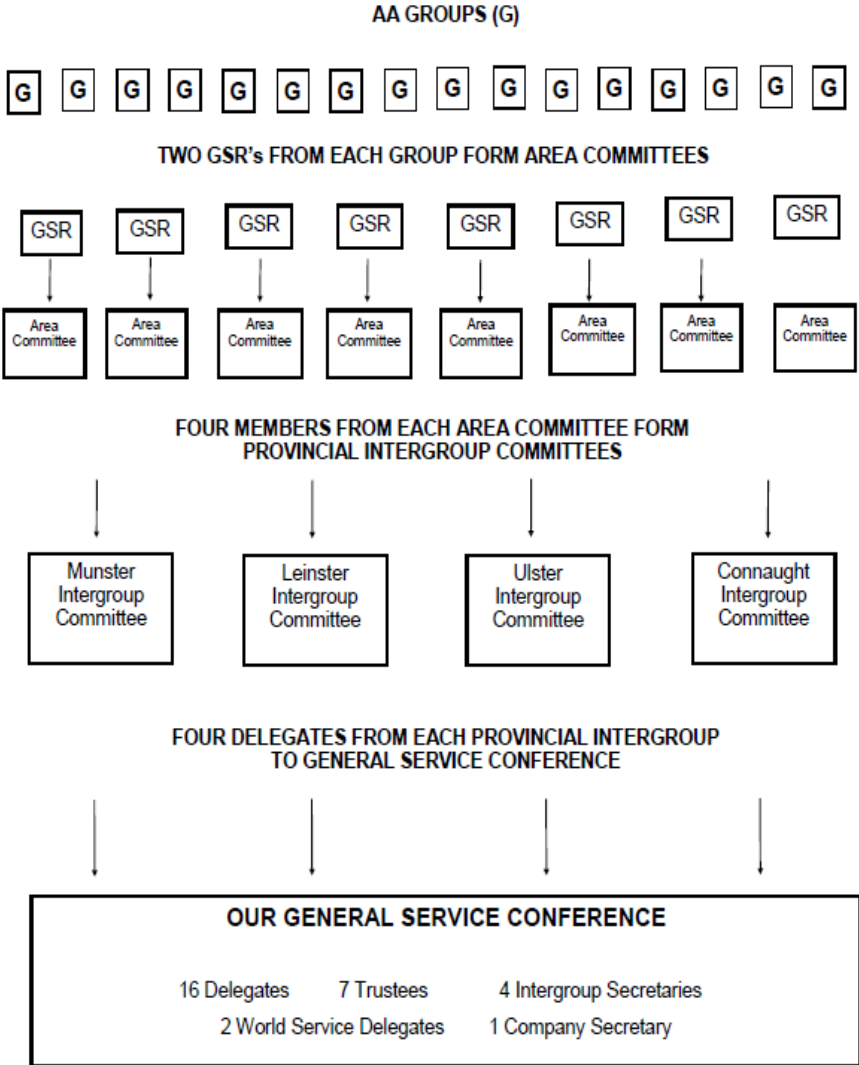 AA GROUPS (G)
G G G G G G G G G G G G G G G G
TWO GSR's FROM EACH GROUP FORM AREA COMMITTEES
GSR GSR GSR GSR GSR GSR GSR GSR
Area Area Area Area Area Area Area Area
Committee Committee Committee Committee Committee Committee Committee Committee
FOUR MEMBERS FROM EACH AREA COMMITTEE FORM
PROVINCIAL INTERGROUP COMMITTEES
Munster Leinster Ulster Connaught
Intergroup Intergroup Intergroup Intergroup
Committee Committee Committee Committee
FOUR DELEGATES FROM EACH PROVINCIAL INTERGROUP
TO GENERAL SERVICE CONFERENCE
OUR GENERAL SERVICE CONFERENCE
16 Delegates 7 Trustees 4 Intergroup Secretaries
2 World Service Delegates 1 Company Secretary